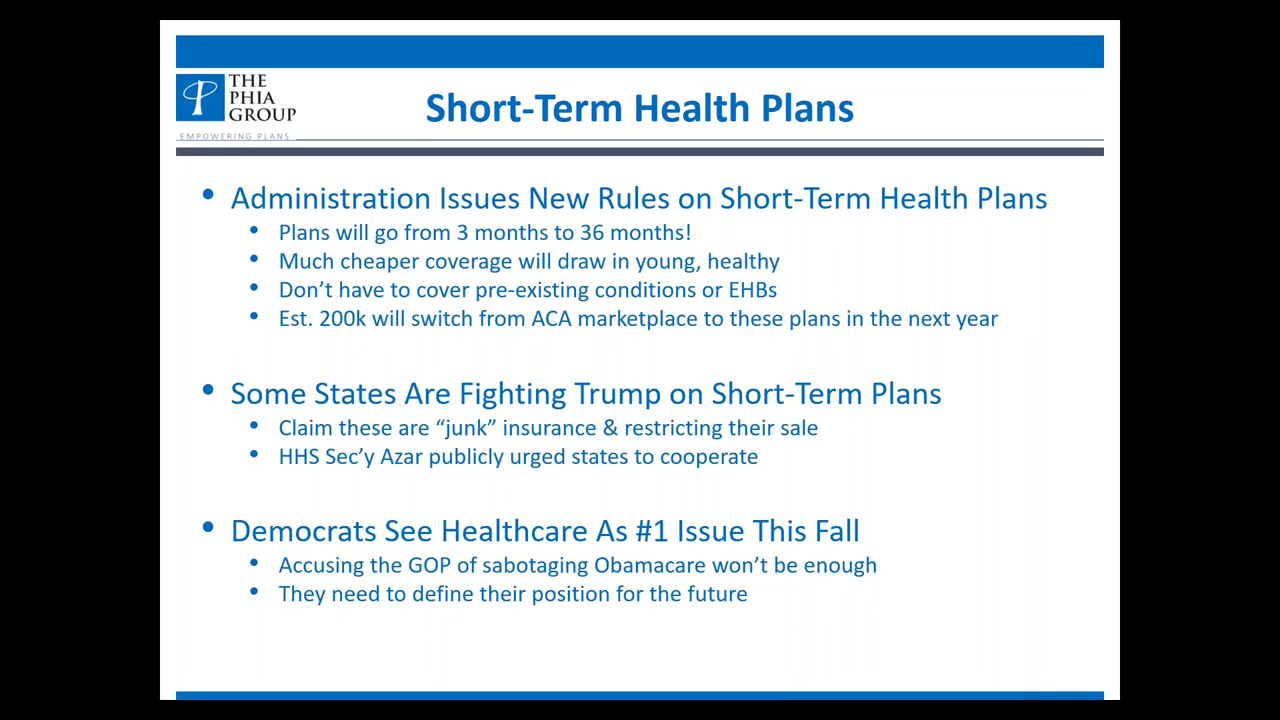 THE
PHIA
GROUP
EMPOWERING PLANS
Short-Term Health Plans
• Administration Issues New Rules on Short-Term Health Plans
• Plans will go from 3 months to 36 months!
• Much cheaper coverage will draw in young, healthy
• Don’t have to cover pre-existing conditions or EHBs
• Est. 200k will switch from ACA marketplace to these plans in the next year
• Some States Are Fighting Trump on Short-Term Plans
• Claim these are “junk” insurance & restricting their sale
• HHS Sec’y Azar publicly urged states to cooperate
• Democrats See Healthcare As #1 Issue This Fall
• Accusing the GOP of sabotaging Obamacare won’t be enough
• They need to define their position for the future